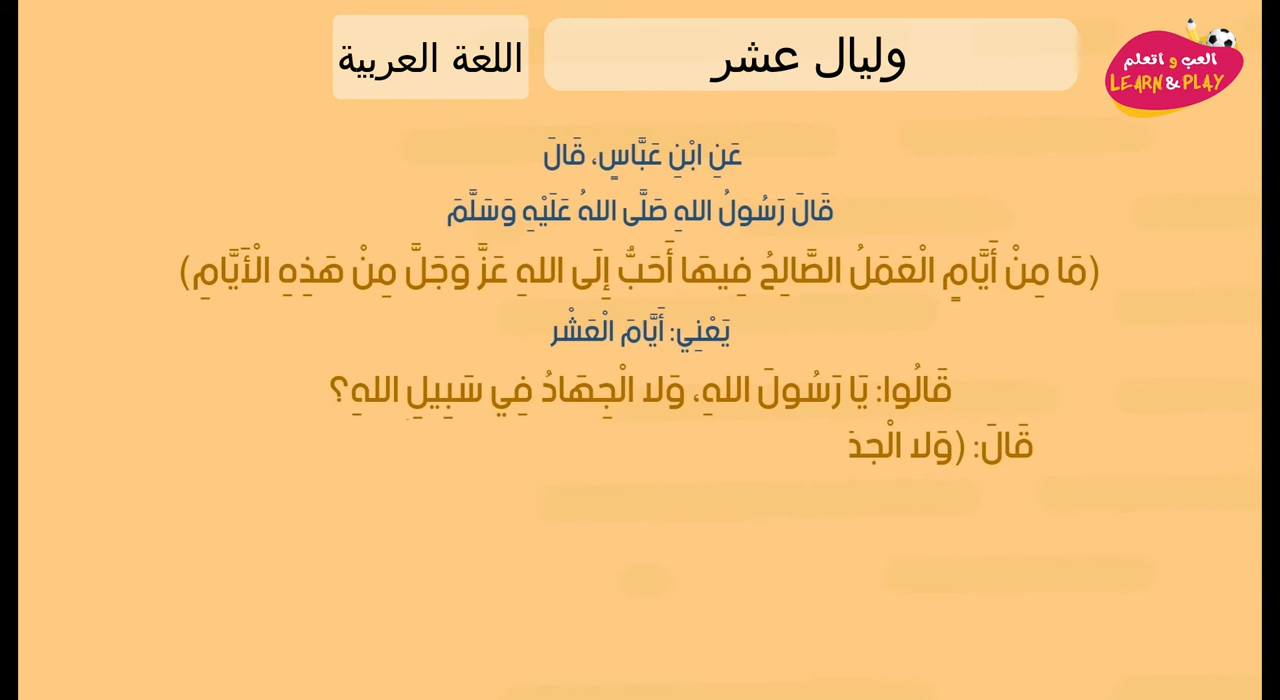 وليال عشر
اللغة العربية
العب و اتعلم
LEARN & PLAY
عَنِ ابْنِ عَبَّاسٍ، قَالَ
قَالَ رَسُولُ اللهِ صَلَّى اللهُ عَلَيْهِ وَسَلَّمَ
(مَا مِنْ أَيَّامٍ الْعَمَلُ الصَّالِحُ فِيهَا أَحَبُّ إِلَى اللهِ عَزَّ وَجَلَّ مِنْ هَذِهِ الْأَيَّامِ)
يَعْنِي: أَيَّامَ الْعَشْر
قَالُوا: يَا رَسُولَ اللهِ، وَلا الْجِهَادُ فِي سَبِيلِ اللهِ؟
قَالَ: (وَلا